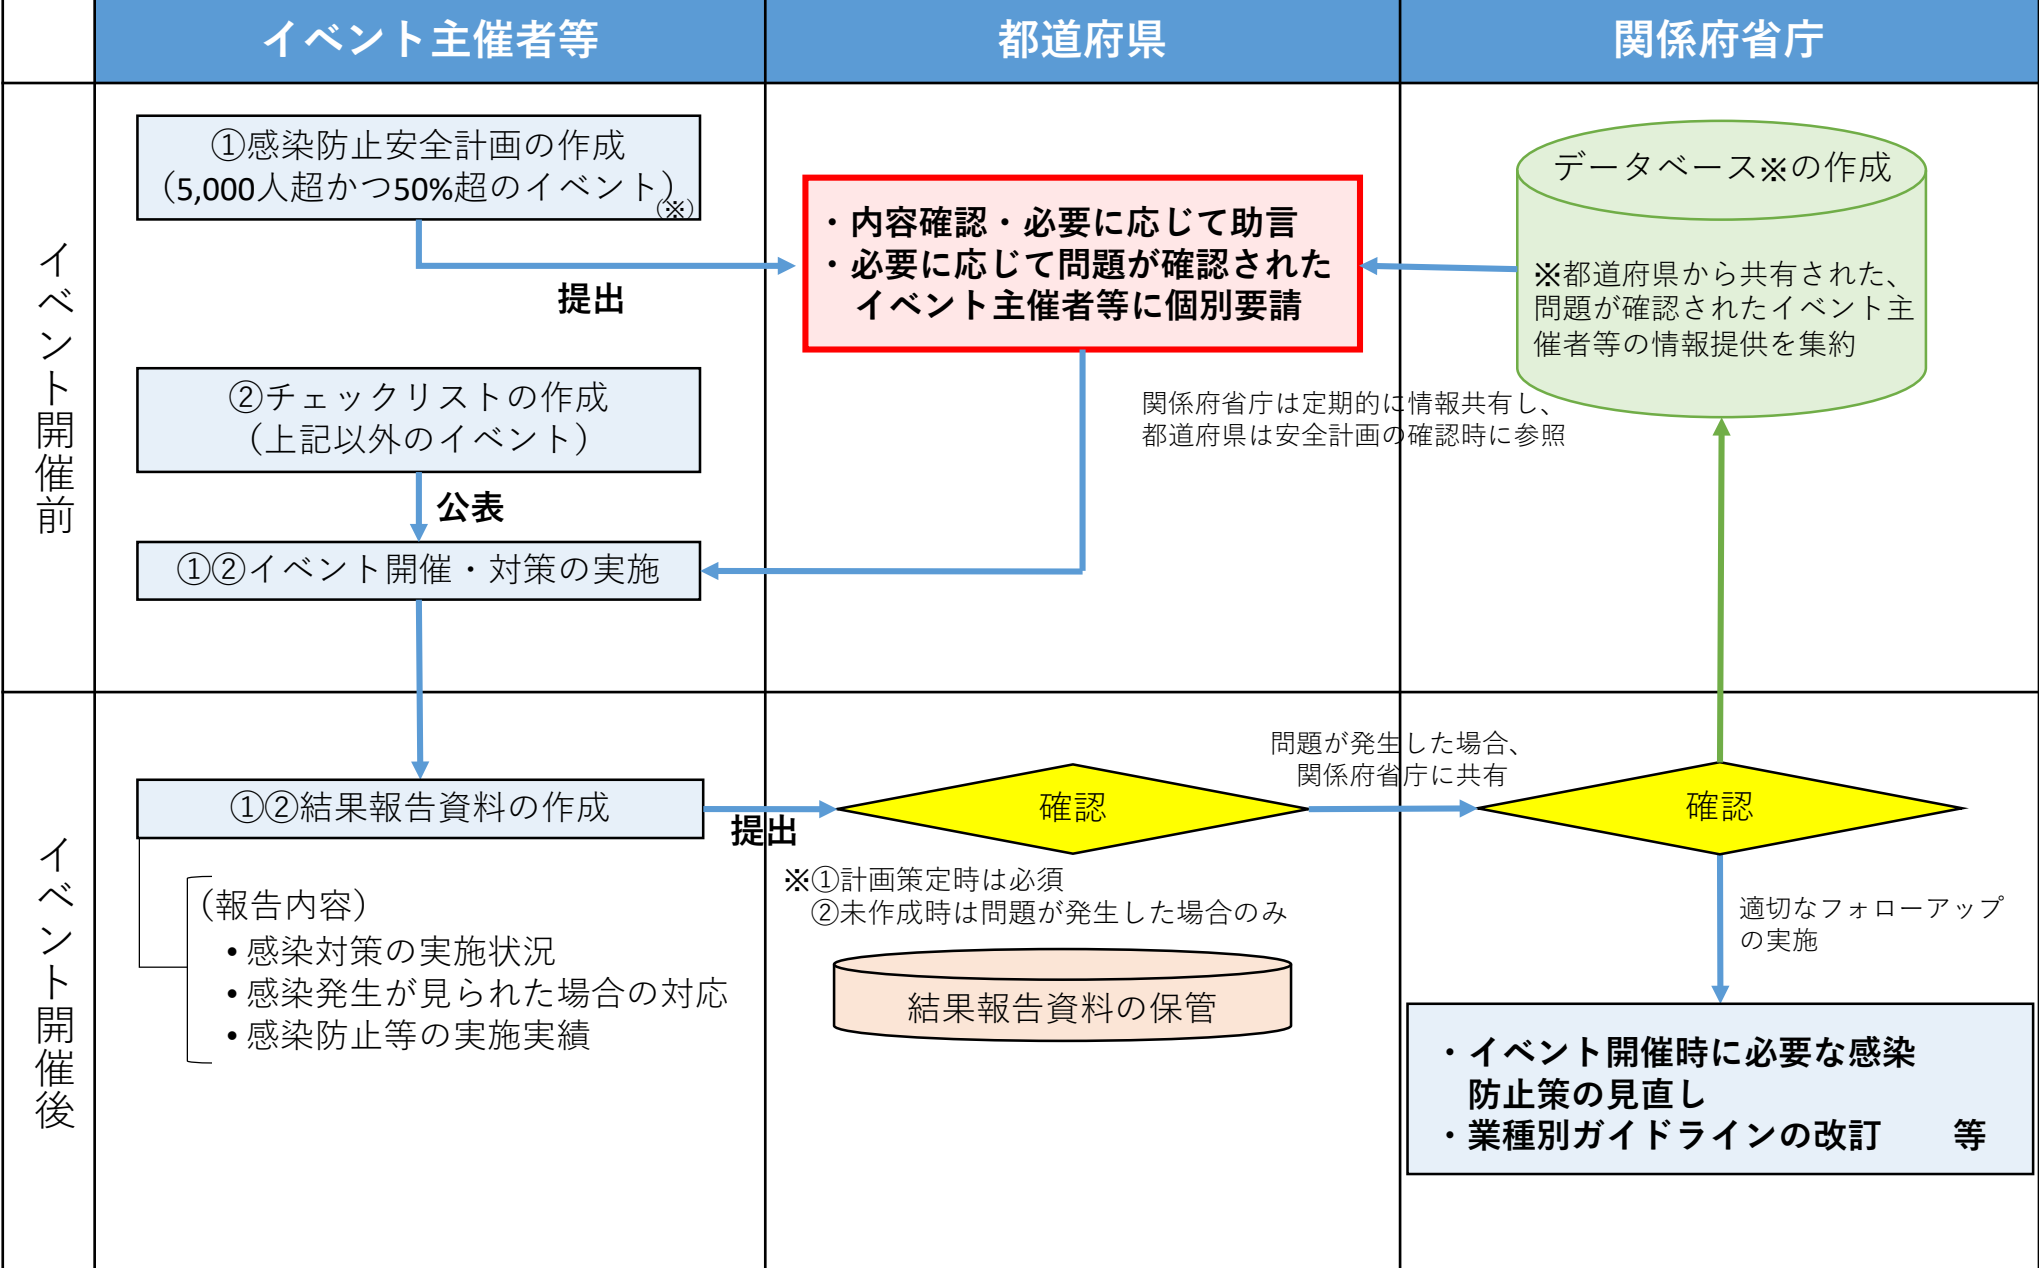 イベント主催者等
都道府県
関係府省庁
イベント開催前
①感染防止安全計画の作成
（5,000人超かつ50%超のイベント）
(※)
提出
・内容確認・必要に応じて助言
・必要に応じて問題が確認された
イベント主催者等に個別要請
データベース※の作成
※都道府県から共有された、
問題が確認されたイベント主
催者等の情報提供を集約
関係府省庁は定期的に情報共有し、
都道府県は安全計画の確認時に参照
②チェックリストの作成
（上記以外のイベント）
公表
①②イベント開催・対策の実施
イベント開催後
①②結果報告資料の作成
提出
（報告内容）
• 感染対策の実施状況
• 感染発生が見られた場合の対応
• 感染防止等の実施実績
確認
※①計画策定時は必須
②未作成時は問題が発生した場合のみ
結果報告資料の保管
問題が発生した場合、
関係府省庁に共有
確認
適切なフォローアップ
の実施
・イベント開催時に必要な感染
防止策の見直し
・業種別ガイドラインの改訂　　等